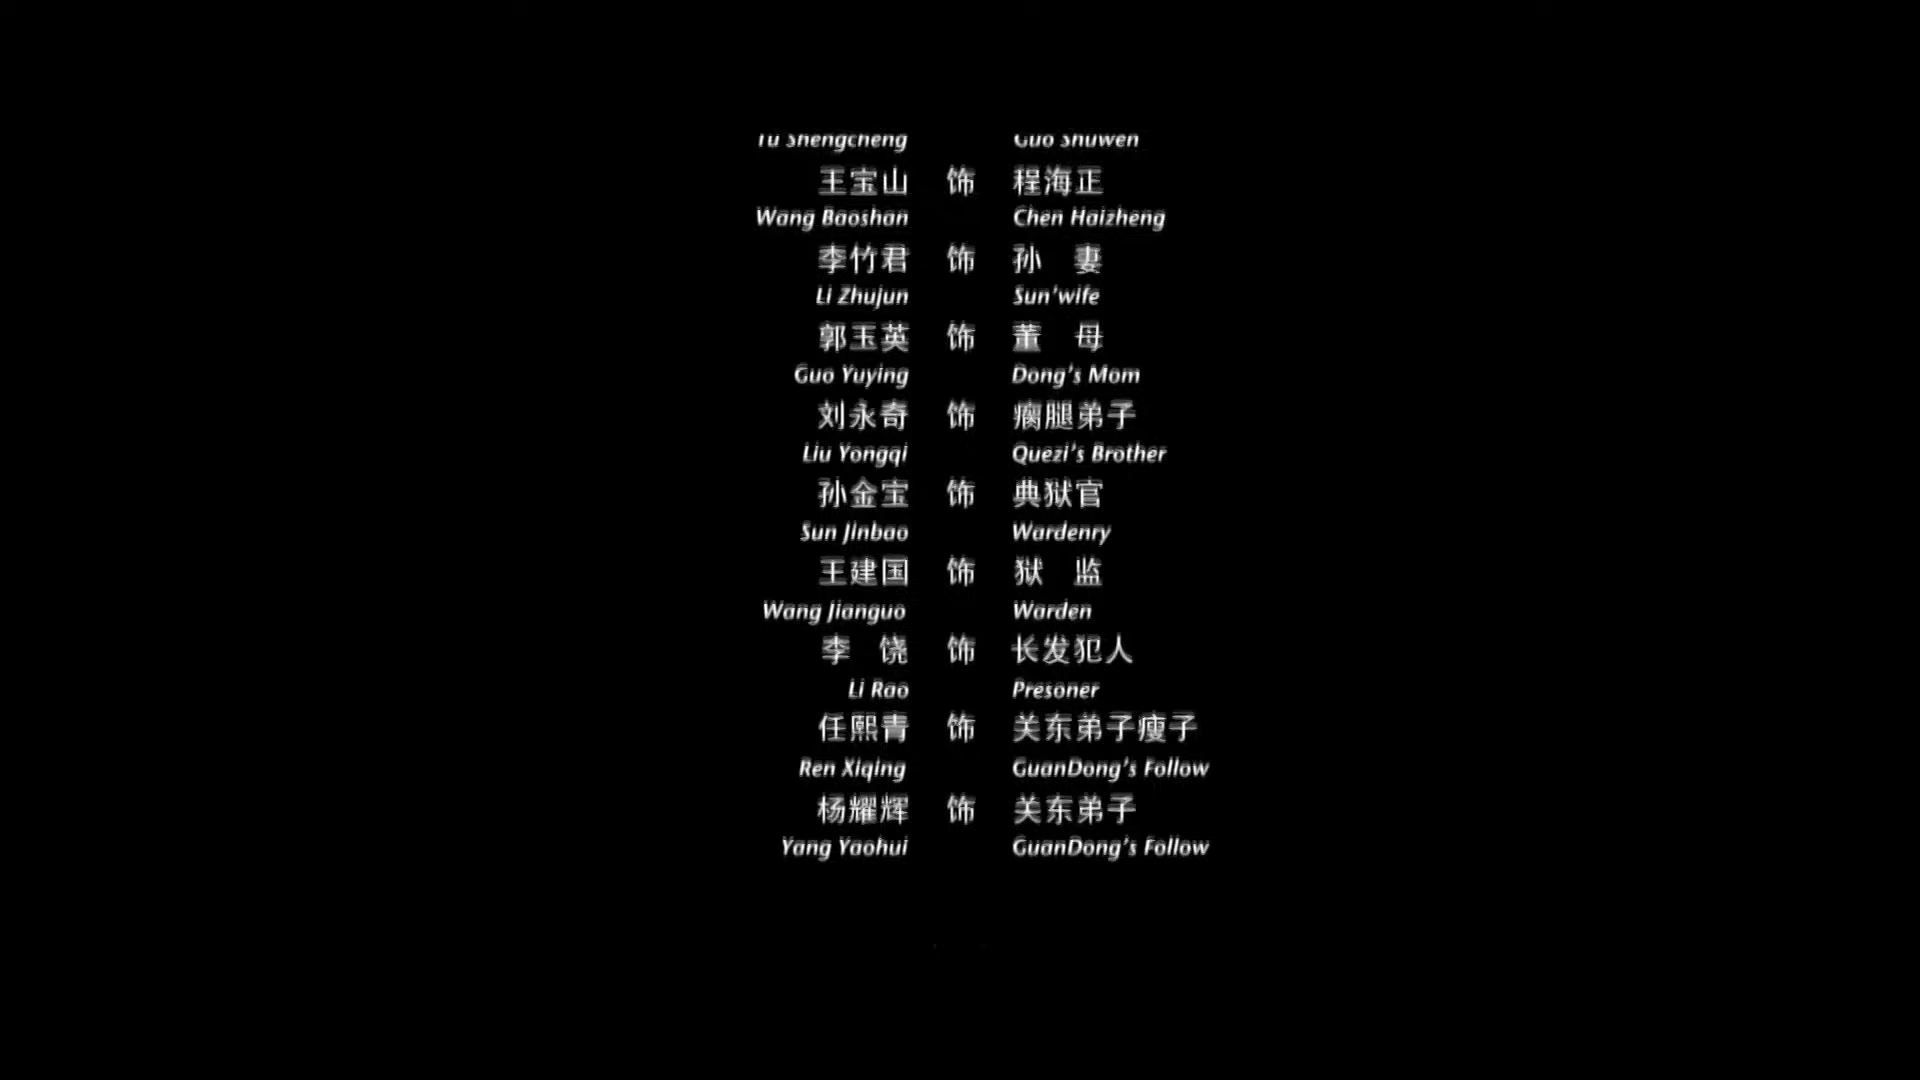 Shengcheng Guo Shuwen
王宝山 饰 程海正
Wang Baoshan Chen Haizheng
李竹君 饰 孙 妻
Li Zhujun Sun'wife
郭玉英 饰 董 母
Guo Yuying Dong's Mom
刘永奇 饰 瘸腿弟子
Liu Yongqi Quezi's Brother
孙金宝 饰 典狱官
Sun Jinbao Wardenry
王建国 饰 狱 监
Wang Jianguo Warden
李 饶 饰 长发犯人
Li Rao Presoner
任熙青 饰 关东弟子瘦子
Ren Xiqing GuanDong's Follow
杨耀辉 饰 关东弟子
Yang Yaohui GuanDong's Follow